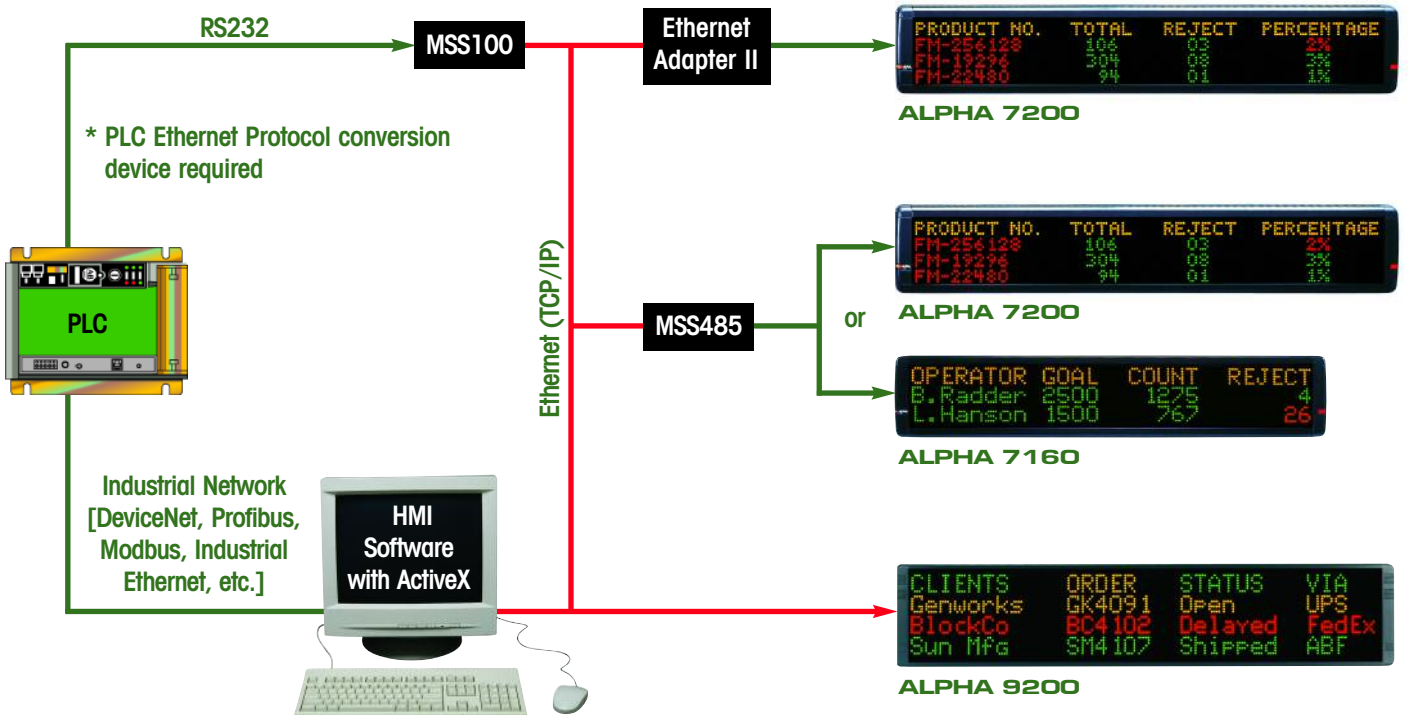 RS232
MSS100
Ethernet
Adapter II
PRODUCT NO. TOTAL REJECT PERCENTAGE
FM-256128 106 03 2%
FM-19296 304 08 3%
FM-22480 94 01 1%
ALPHA 7200
* PLC Ethernet Protocol conversion
device required
PLC
Ethernet (TCP/IP)
MSS485
or
PRODUCT NO. TOTAL REJECT PERCENTAGE
FM-256128 106 03 2%
FM-19296 304 08 3%
FM-22480 94 01 1%
ALPHA 7200
OPERATOR GOAL COUNT REJECT
B.Radder 2500 1275 4
L.Hanson 1500 767 26
ALPHA 7160
Industrial Network
[DeviceNet, Profibus,
Modbus, Industrial
Ethernet, etc.]
HMI
Software
with ActiveX
CLIENTS ORDER STATUS VIA
Genworks GK4091 Open UPS
BlockCo BC4102 Delayed FedEx
Sun Mfg SM4107 Shipped ABF
ALPHA 9200